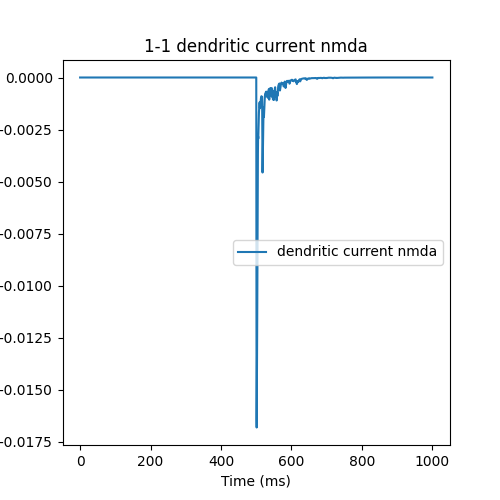 1-1 dendritic current nmda
0.0000
-0.0025
-0.0050
-0.0075
-0.0100
-0.0125
-0.0150
-0.0175
dendritic current nmda
0 200 400 600 800 1000
Time (ms)